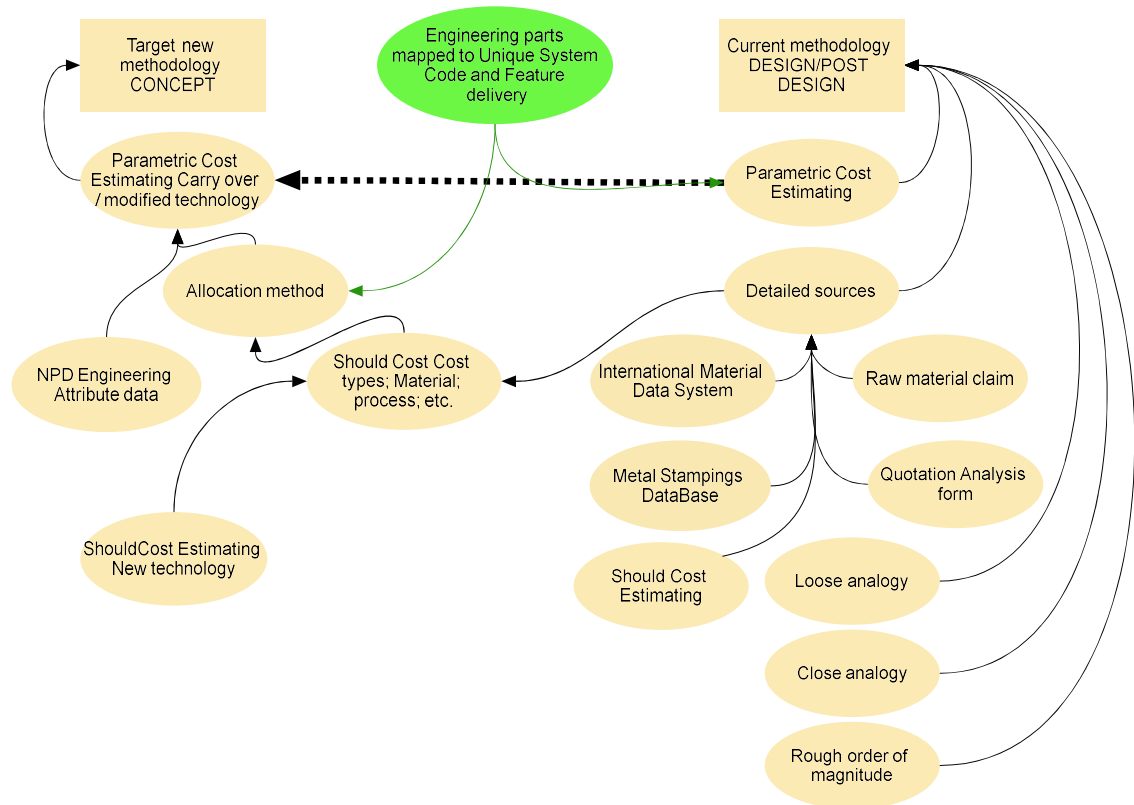 Target new
methodology
CONCEPT
Engineering parts
mapped to Unique System
Code and Feature
delivery
Current methodology
DESIGN/POST
DESIGN
Parametric Cost
Estimating Carry over
/ modified technology
Parametric Cost
Estimating
Allocation method
Detailed sources
NPD Engineering
Attribute data
Should Cost Cost
types; Material;
process; etc.
International Material
Data System
Raw material claim
Metal Stampings
DataBase
Quotation Analysis
form
ShouldCost Estimating
New technology
Should Cost
Estimating
Loose analogy
Close analogy
Rough order of
magnitude